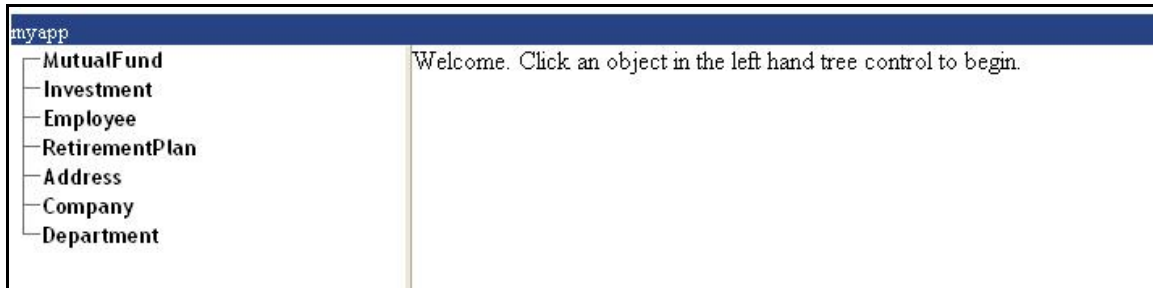 myapp
MutualFund
Investment
Employee
RetirementPlan
Address
Company
Department
Welcome. Click an object in the left hand tree control to begin.